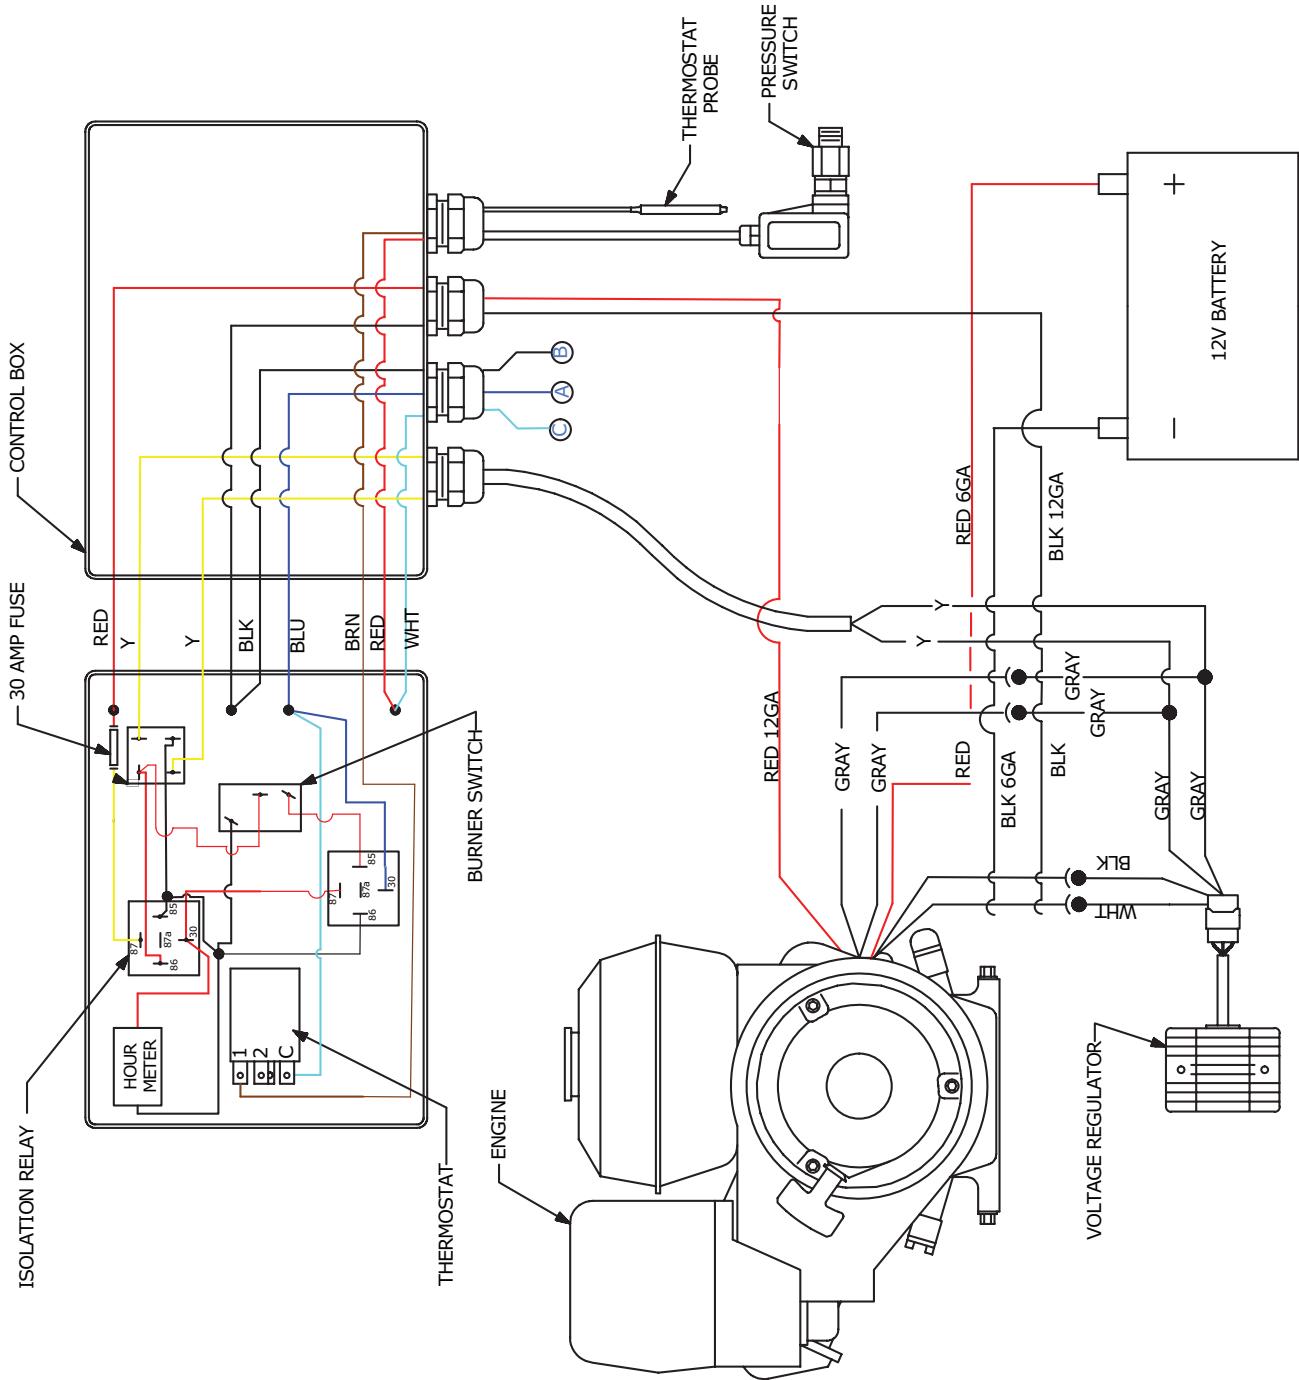 CONTROL BOX
30 AMP FUSE
ISOLATION RELAY
RED
Y
Y
BLK
BLU
BRN
RED
WHT
BURNER SWITCH
HOUR
METER
1
2
C
THERMOSTAT
87
87a
85
86
30
87
87a
85
86
30
THERMOSTAT
PROBE
PRESSURE
SWITCH
B
A
C
ENGINE
RED 12GA
GRAY
GRAY
RED
RED 6GA
BLK 6GA
BLK 12GA
BLK
Y
Y
GRAY
GRAY
GRAY
GRAY
BLK
WHT
12V BATTERY
+
-
VOLTAGE REGULATOR